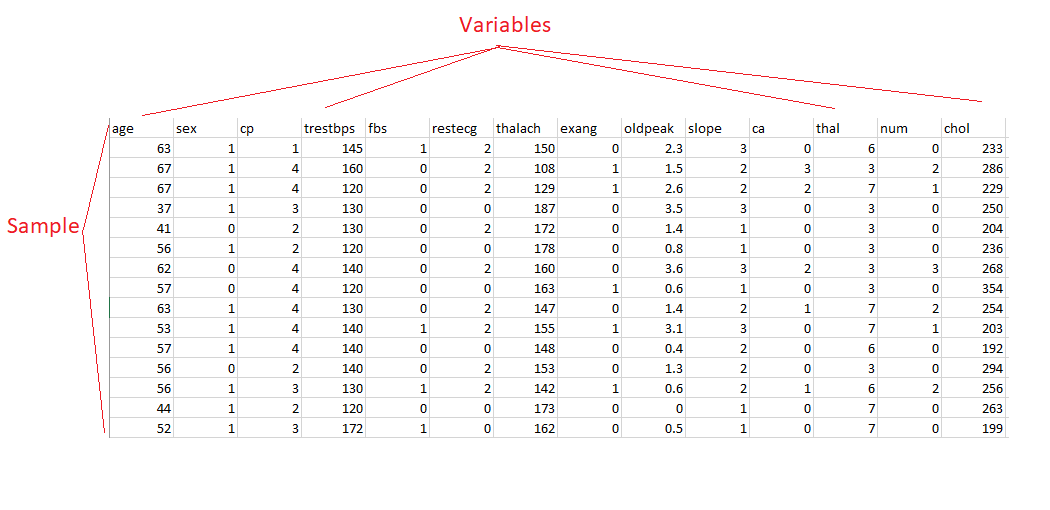 Variables
age sex cp trestbps fbs restecg thalach exang oldpeak slope ca thal num chol
63 1 1 145 1 2 150 0 2.3 3 0 6 0 233
67 1 4 160 0 2 108 1 1.5 2 3 3 2 286
67 1 4 120 0 2 129 1 2.6 2 2 7 1 229
37 1 3 130 0 0 187 0 3.5 3 0 3 0 250
Sample
41 0 2 130 0 2 172 0 1.4 1 0 3 0 204
56 1 2 120 0 0 178 0 0.8 1 0 3 0 236
62 0 4 140 0 2 160 0 3.6 3 2 3 3 268
57 0 4 120 0 0 163 1 0.6 1 0 3 0 354
63 1 4 130 0 2 147 0 1.4 2 1 7 2 254
53 1 4 140 1 2 155 1 3.1 3 0 7 1 203
57 1 4 140 0 0 148 0 0.4 2 0 6 0 192
56 0 2 140 0 2 153 0 1.3 2 0 3 0 294
56 1 3 130 1 2 142 1 0.6 2 1 6 2 256
44 1 2 120 0 0 173 0 0 1 0 7 0 263
52 1 3 172 1 0 162 0 0.5 1 0 7 0 199